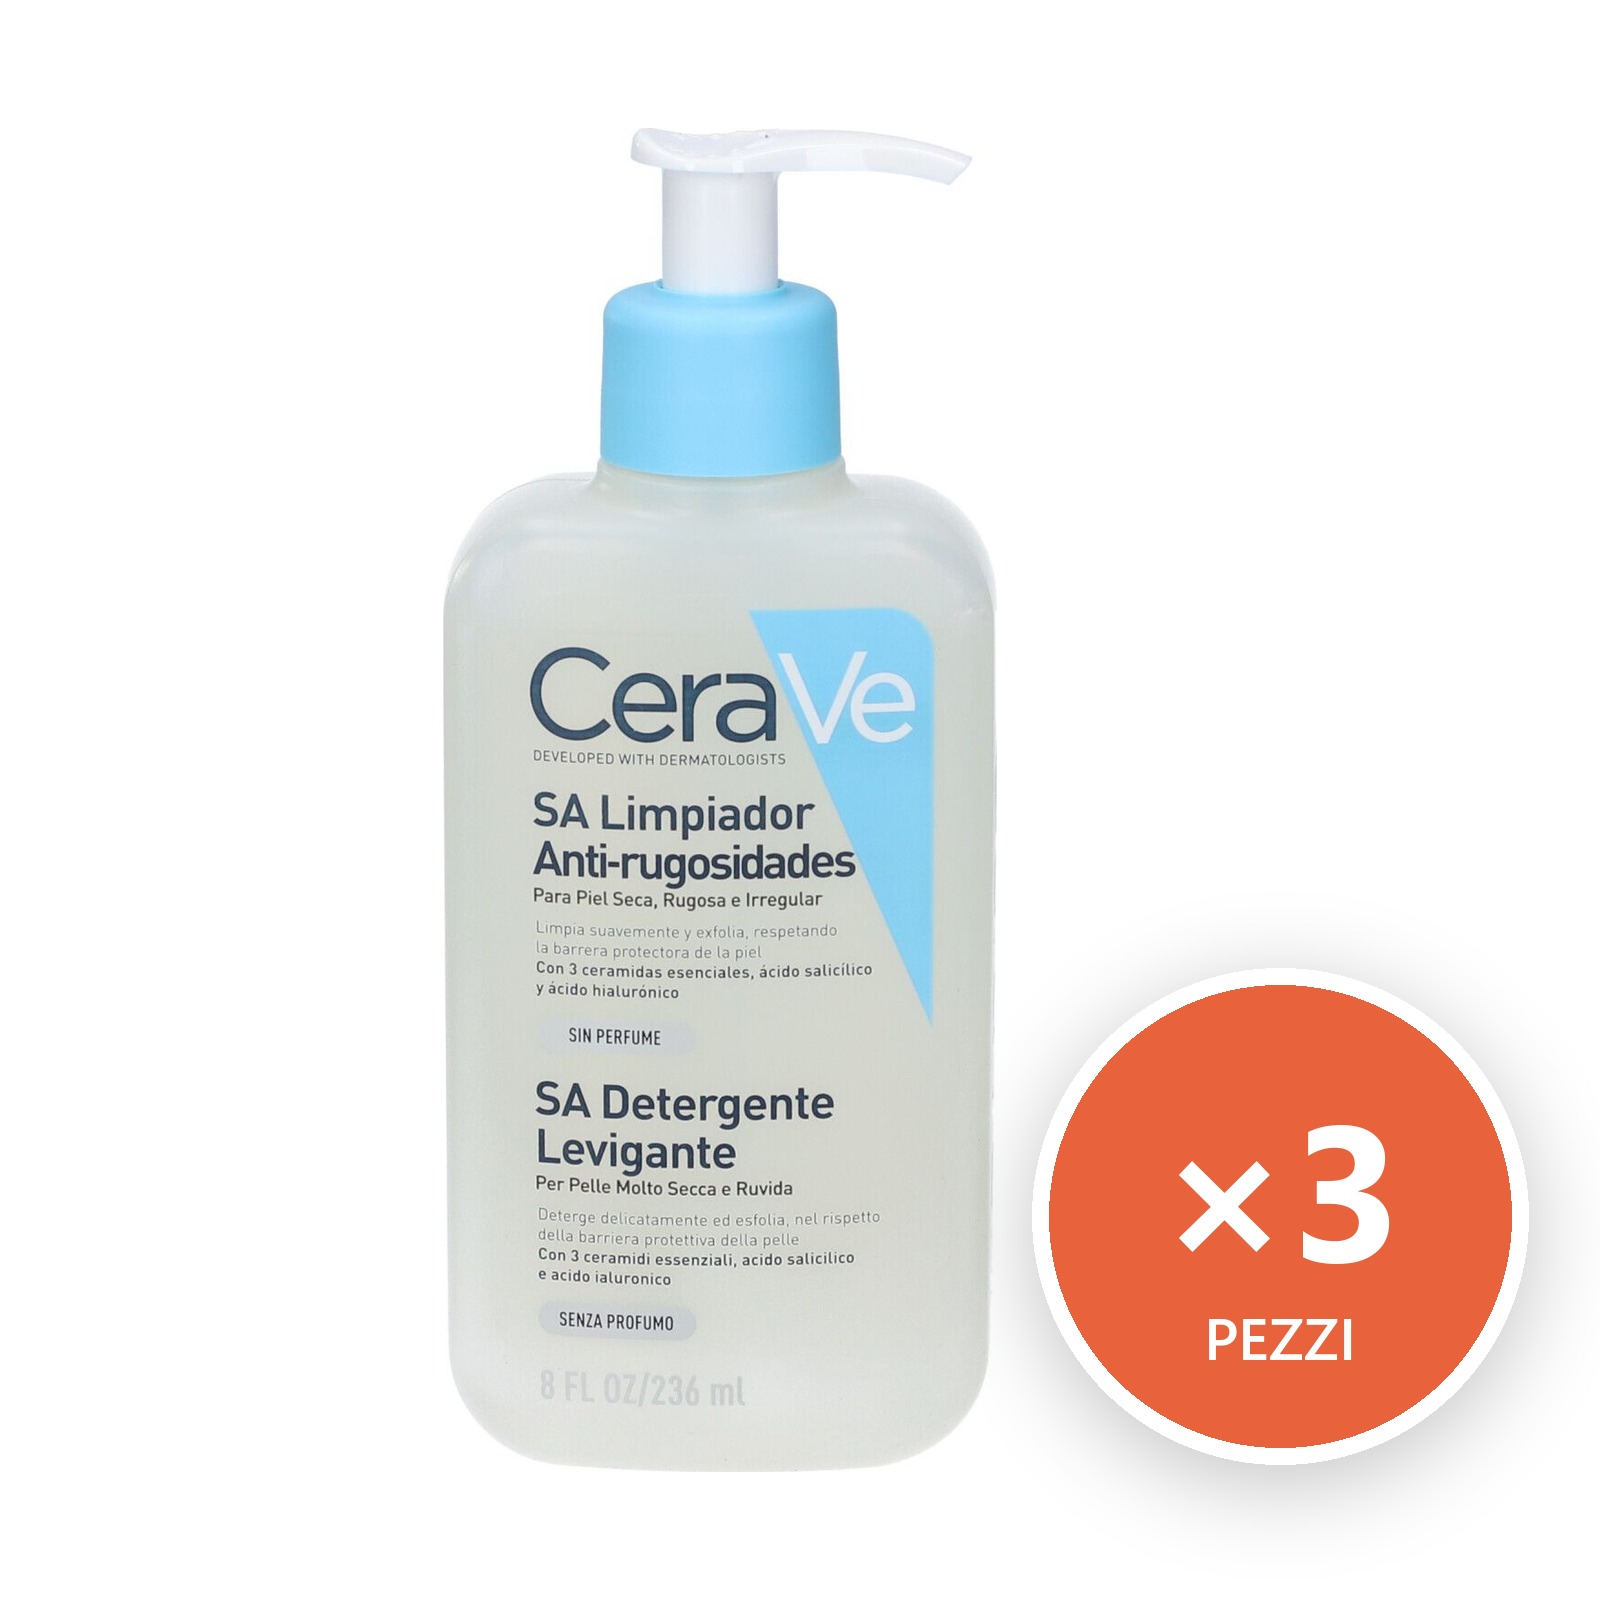 CeraVe
DEVELOPED WITH DERMATOLOGISTS
SA Limpiador
Anti-rugosidades
Para Piel Seca, Rugosa e Irregular
Limpia suavemente y exfolia, respetando
la barrera protectora de la piel
Con 3 ceramidas esenciales, ácido salicílico
y ácido hialurónico
SIN PERFUME
SA Detergente
Levigante
Per Pelle Molto Secca e Ruvida
Deterge delicatamente ed esfolia, nel rispetto
della barriera protettiva della pelle
Con 3 ceramidi essenziali, acido salicilico
e acido ialuronico
SENZA PROFUMO
8 FL OZ/236 ml
×3
PEZZI